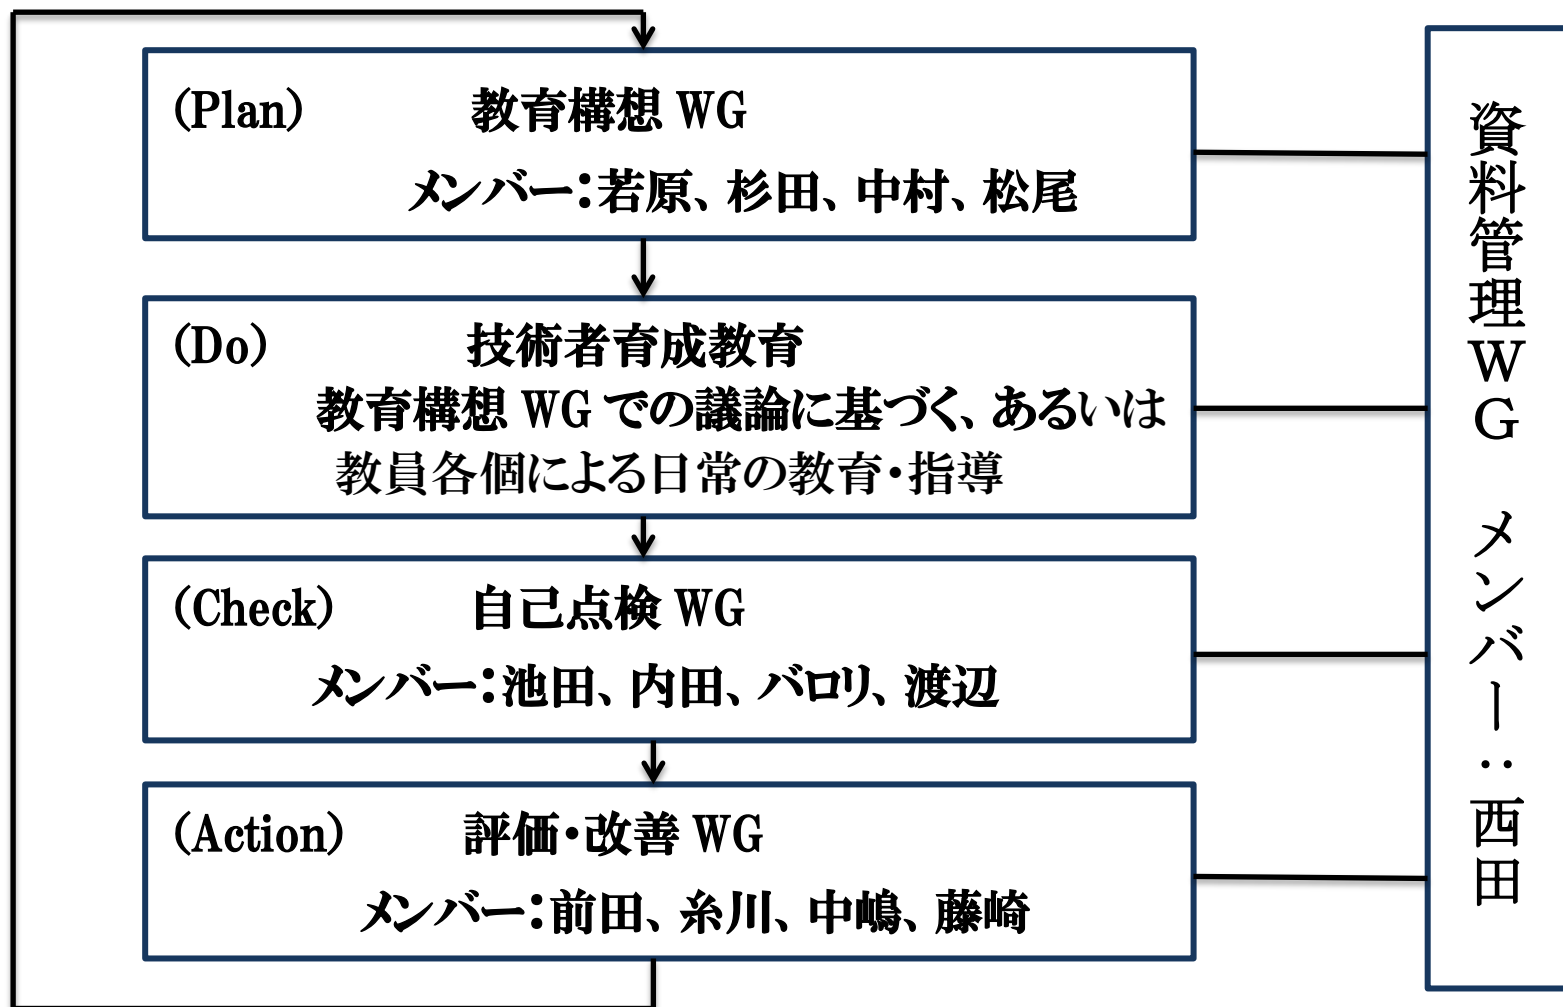 (Plan) 教育構想 WG
メンバー：若原、杉田、中村、松尾
(Do) 技術者育成教育
教育構想 WG での議論に基づく、あるいは
教員各個による日常の教育・指導
(Check) 自己点検 WG
メンバー：池田、内田、バロリ、渡辺
(Action) 評価・改善 WG
メンバー：前田、糸川、中嶋、藤崎
資料管理WG　メンバー：西田